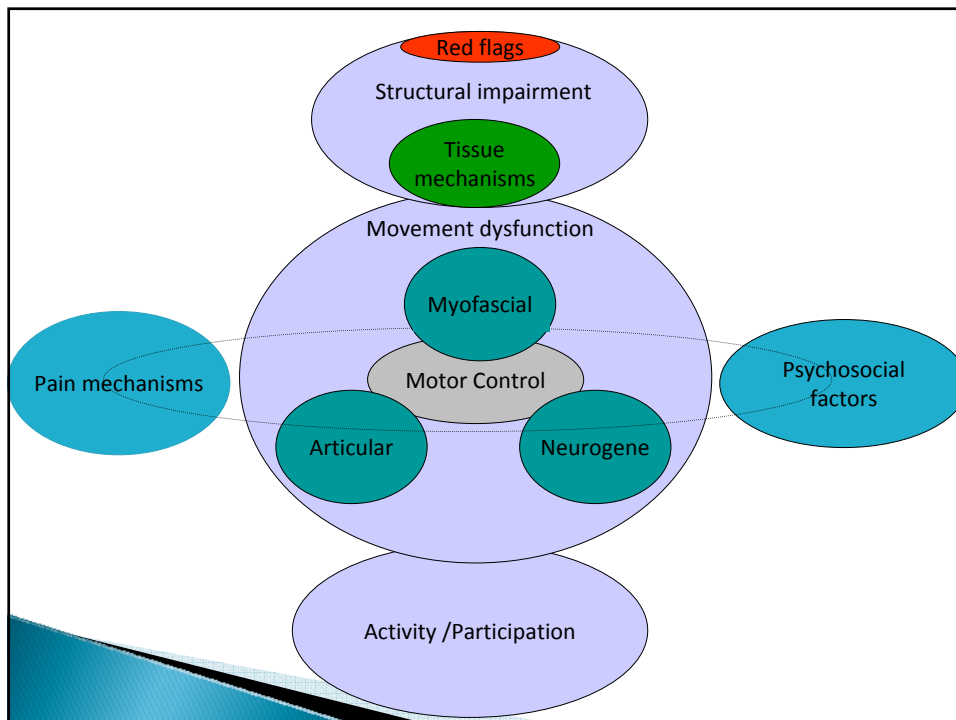 Red flags
Structural impairment
Tissue
mechanisms
Movement dysfunction
Myofascial
Pain mechanisms
Motor Control
Psychosocial
factors
Articular
Neurogene
Activity /Participation